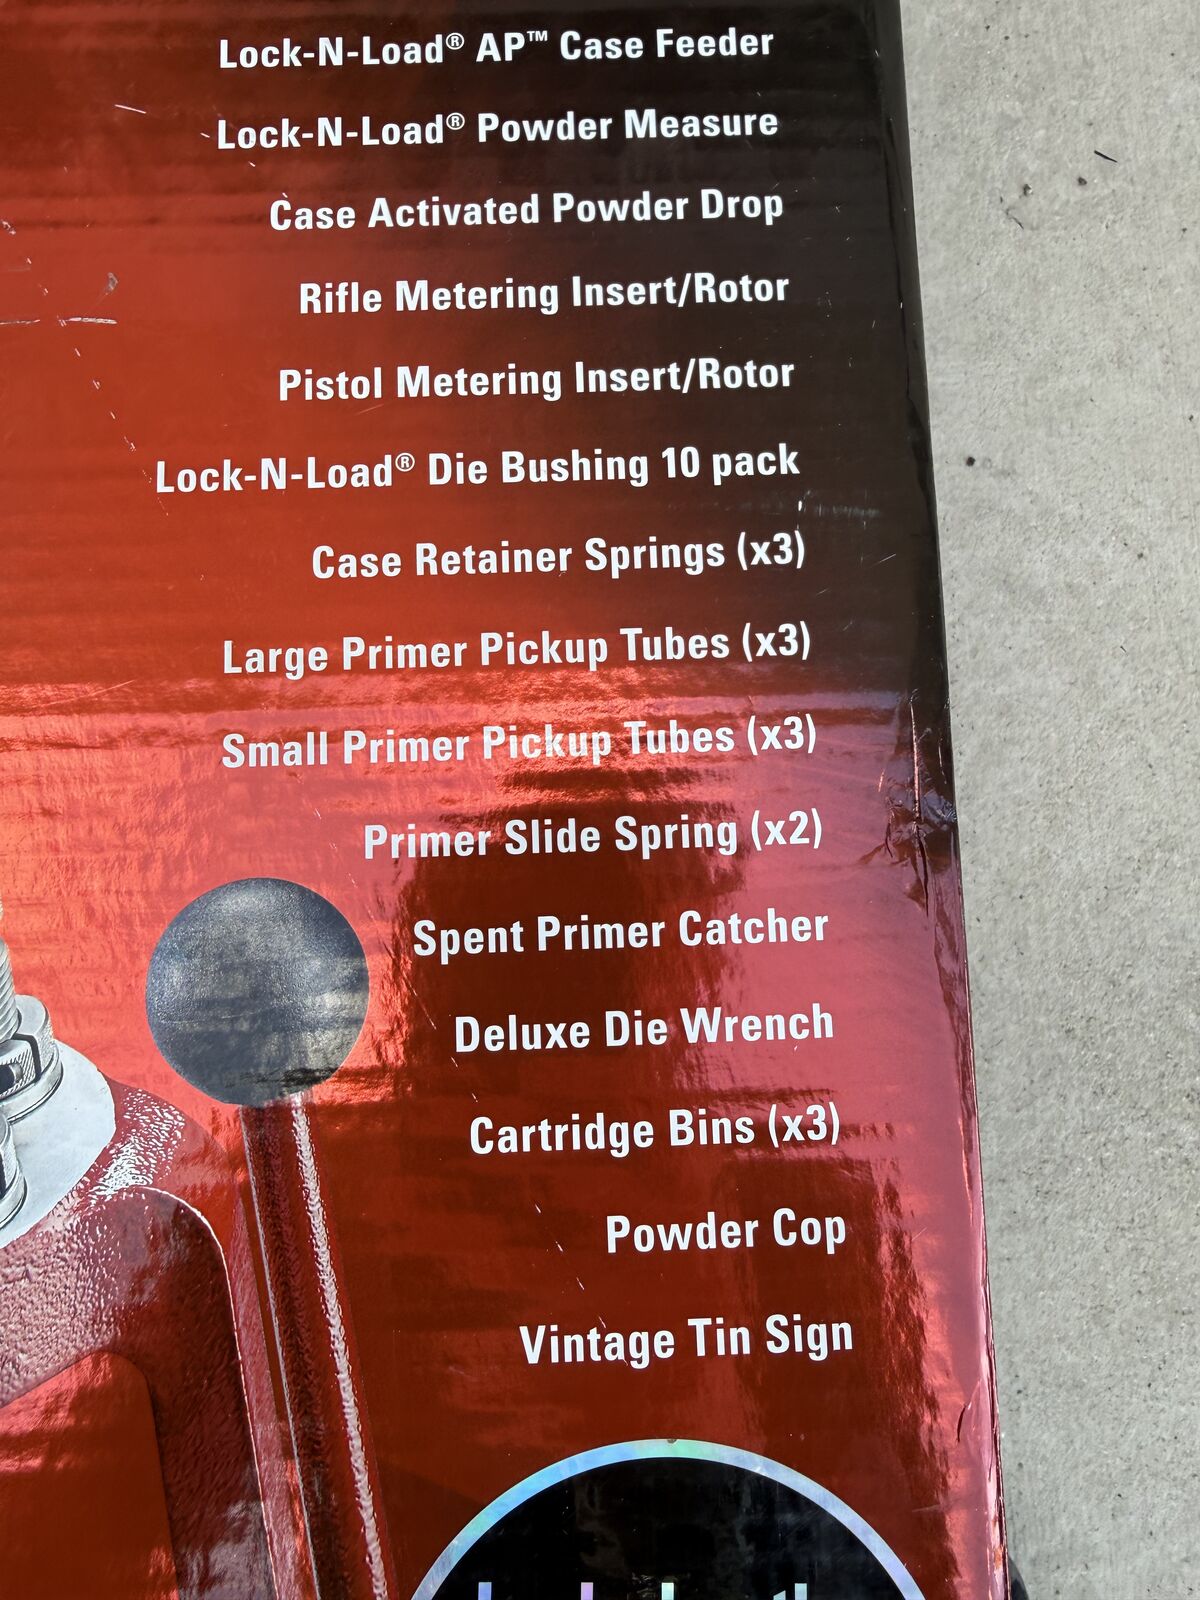 Lock-N-Load® AP™ Case Feeder
Lock-N-Load® Powder Measure
Case Activated Powder Drop
Rifle Metering Insert/Rotor
Pistol Metering Insert/Rotor
Lock-N-Load® Die Bushing 10 pack
Case Retainer Springs (x3)
Large Primer Pickup Tubes (x3)
Small Primer Pickup Tubes (x3)
Primer Slide Spring (x2)
Spent Primer Catcher
Deluxe Die Wrench
Cartridge Bins (x3)
Powder Cop
Vintage Tin Sign